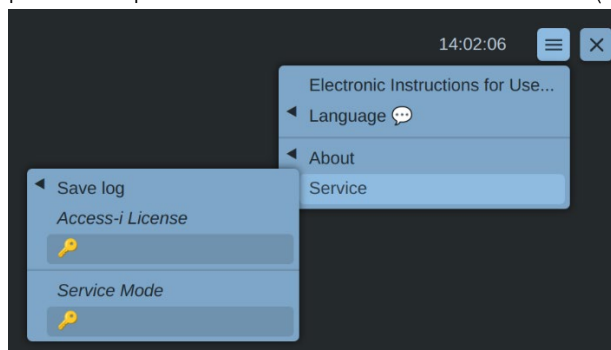 14:02:06
Electronic Instructions for Use...
Language
About
Service
Save log
Access-i License
Service Mode